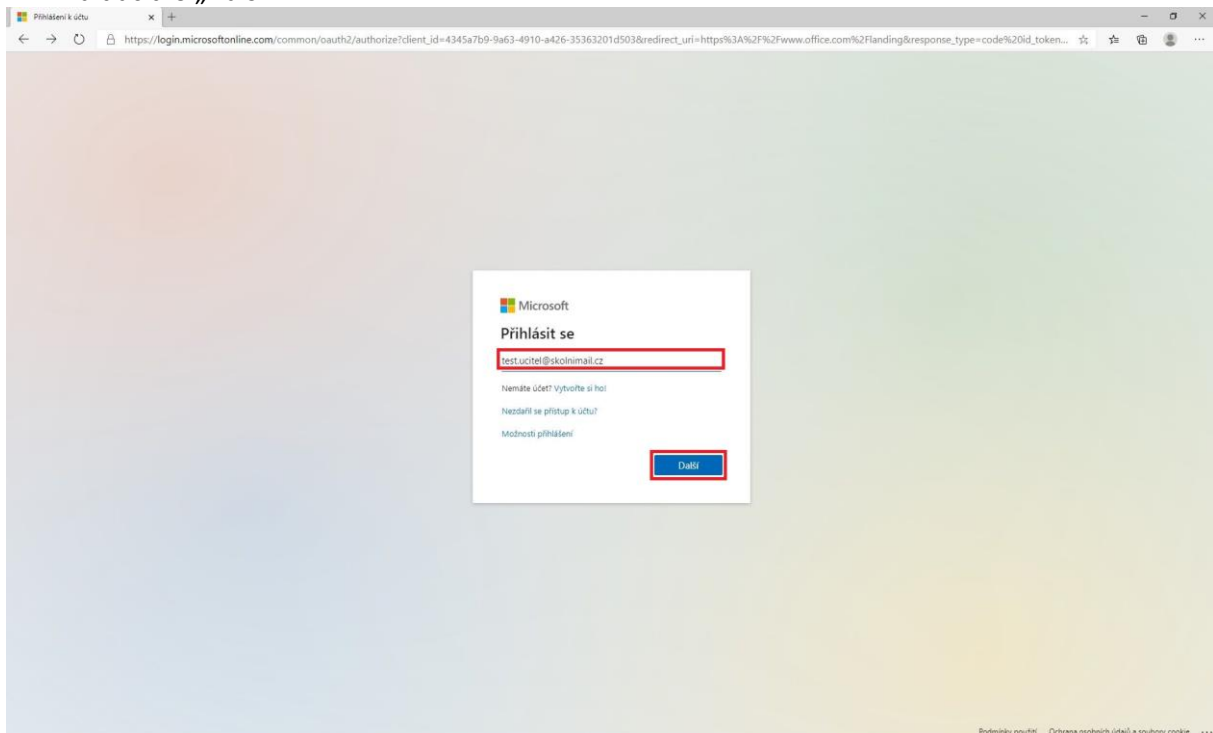 Přihlášení k účtu
https://login.microsoftonline.com/common/oauth2/authorize?client_id=4345a7b9-9a63-4910-a426-35363201d503&redirect_uri=https%3A%2F%2Fwww.office.com%2Flanding&response_type=code%20id_token...
Microsoft
Přihlásit se
test.ucitel@skolnimail.cz
Nemáte účet? Vytvořte si ho!
Nezdařil se přístup k účtu?
Možnosti přihlášení
Další
Podmínky použití Ochrana osobních údajů a soubory cookie ...